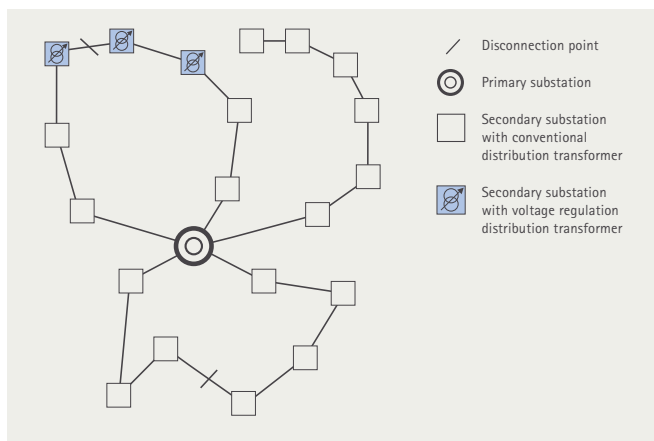 Disconnection point
Primary substation
Secondary substation
with conventional
distribution transformer
Secondary substation
with voltage regulation
distribution transformer